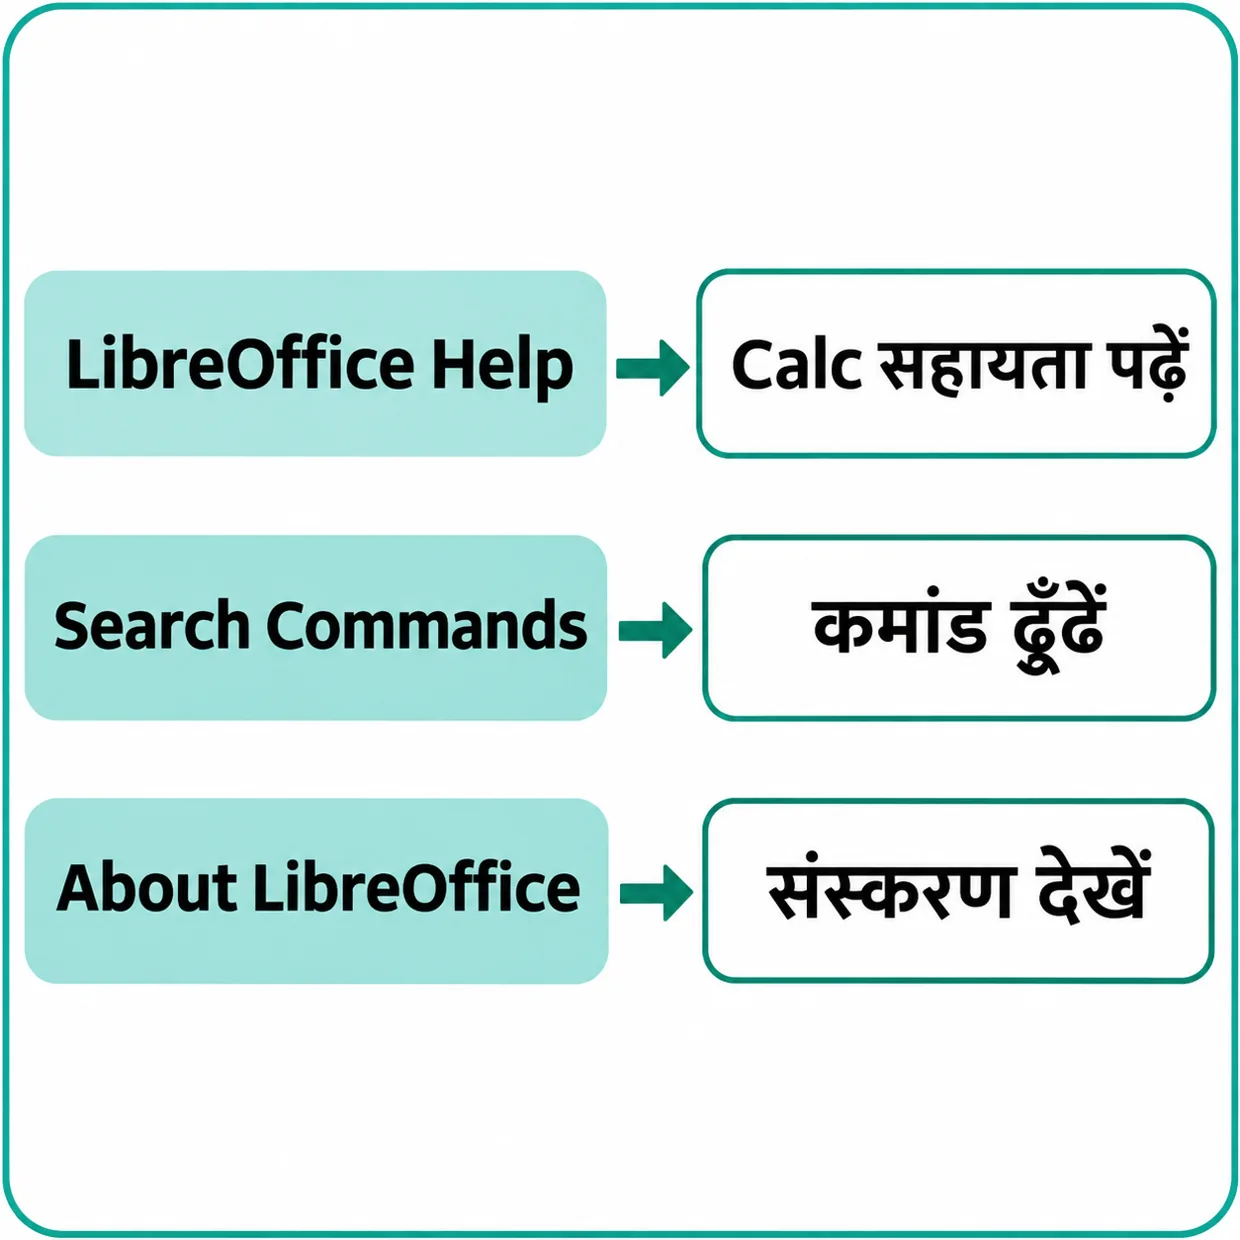 LibreOffice Help
Calc सहायता पढ़ें
Search Commands
कमांड ढूँढें
About LibreOffice
संस्करण देखें